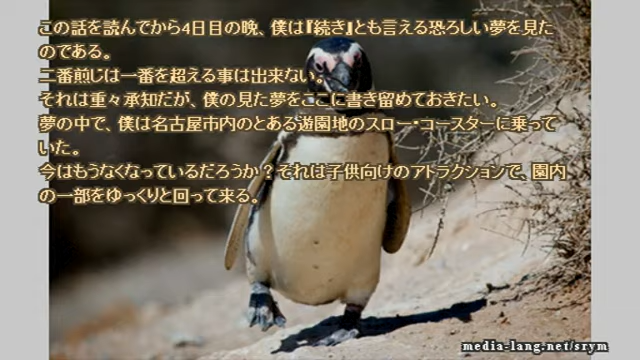 この話を読んでから4日目の晩、僕は『続き』とも言える恐ろしい夢を見た
のである。
二番煎じは一番を超える事は出来ない。
それは重々承知だが、僕の見た夢をここに書き留めておきたい。
夢の中で、僕は名古屋市内のとある遊園地のスロー・コースターに乗って
いた。
今はもうなくなっているだろうか？それは子供向けのアトラクションで、園内
の一部をゆっくりと回って来る。
media-lang.net/srym